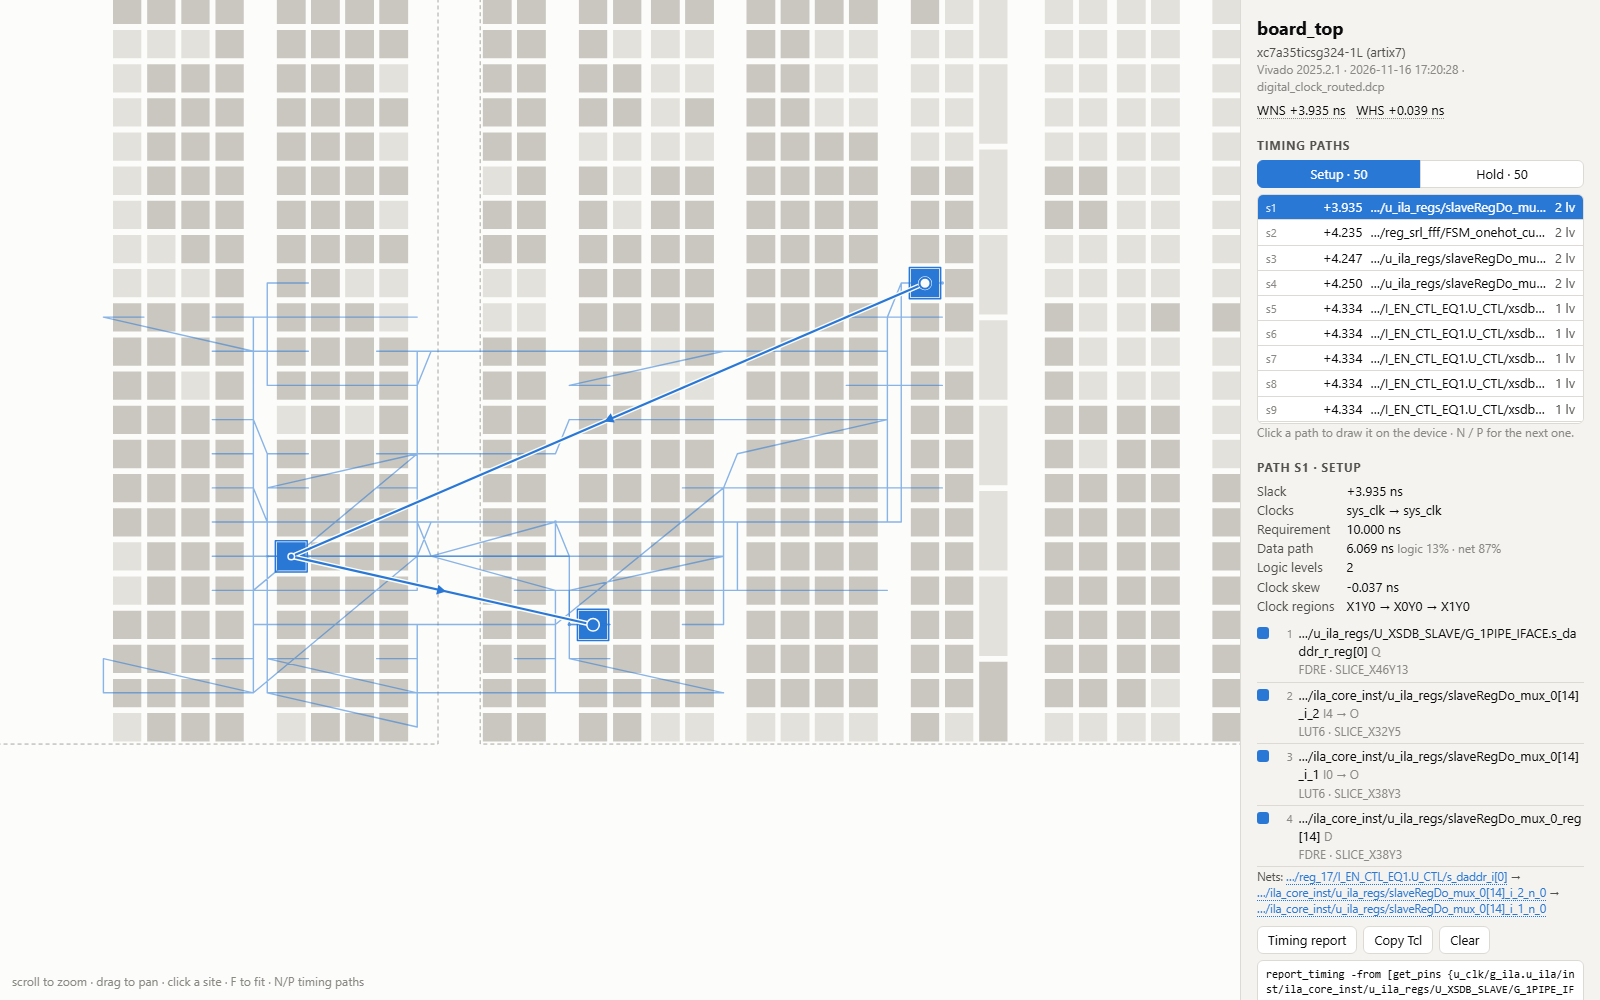 board_top
xc7a35ticsg324-1L (artix7)
Vivado 2025.2.1 · 2026-11-16 17:20:28 ·
digital_clock_routed.dcp
WNS +3.935 ns WHS +0.039 ns
TIMING PATHS
Setup · 50 Hold · 50
s1 +3.935 .../u_ila_regs/slaveRegDo_mu... 2 lv
s2 +4.235 .../reg_srl_fff/FSM_onehot_cu... 2 lv
s3 +4.247 .../u_ila_regs/slaveRegDo_mu... 2 lv
s4 +4.250 .../u_ila_regs/slaveRegDo_mu... 2 lv
s5 +4.334 .../I_EN_CTL_EQ1.U_CTL/xsdb... 1 lv
s6 +4.334 .../I_EN_CTL_EQ1.U_CTL/xsdb... 1 lv
s7 +4.334 .../I_EN_CTL_EQ1.U_CTL/xsdb... 1 lv
s8 +4.334 .../I_EN_CTL_EQ1.U_CTL/xsdb... 1 lv
s9 +4.334 .../I_EN_CTL_EQ1.U_CTL/xsdb... 1 lv
Click a path to draw it on the device · N / P for the next one.
PATH S1 · SETUP
Slack +3.935 ns
Clocks sys_clk → sys_clk
Requirement 10.000 ns
Data path 6.069 ns logic 13% · net 87%
Logic levels 2
Clock skew -0.037 ns
Clock regions X1Y0 → X0Y0 → X1Y0
1 .../u_ila_regs/U_XSDB_SLAVE/G_1PIPE_IFACE.s_da
ddr_r_reg[0] Q
FDRE · SLICE_X46Y13
2 .../ila_core_inst/u_ila_regs/slaveRegDo_mux_0[14]
_i_2 I4 → O
LUT6 · SLICE_X32Y5
3 .../ila_core_inst/u_ila_regs/slaveRegDo_mux_0[14]
_i_1 I0 → O
LUT6 · SLICE_X38Y3
4 .../ila_core_inst/u_ila_regs/slaveRegDo_mux_0_reg
[14] D
FDRE · SLICE_X38Y3
Nets: .../reg_17/I_EN_CTL_EQ1.U_CTL/s_daddr_i[0] →
.../ila_core_inst/u_ila_regs/slaveRegDo_mux_0[14]_i_2_n_0 →
.../ila_core_inst/u_ila_regs/slaveRegDo_mux_0[14]_i_1_n_0
Timing report Copy Tcl Clear
report_timing -from [get_pins {u_clk/g_ila.u_ila/in
st/ila_core_inst/u_ila_regs/U_XSDB_SLAVE/G_1PIPE_IF
scroll to zoom · drag to pan · click a site · F to fit · N/P timing paths